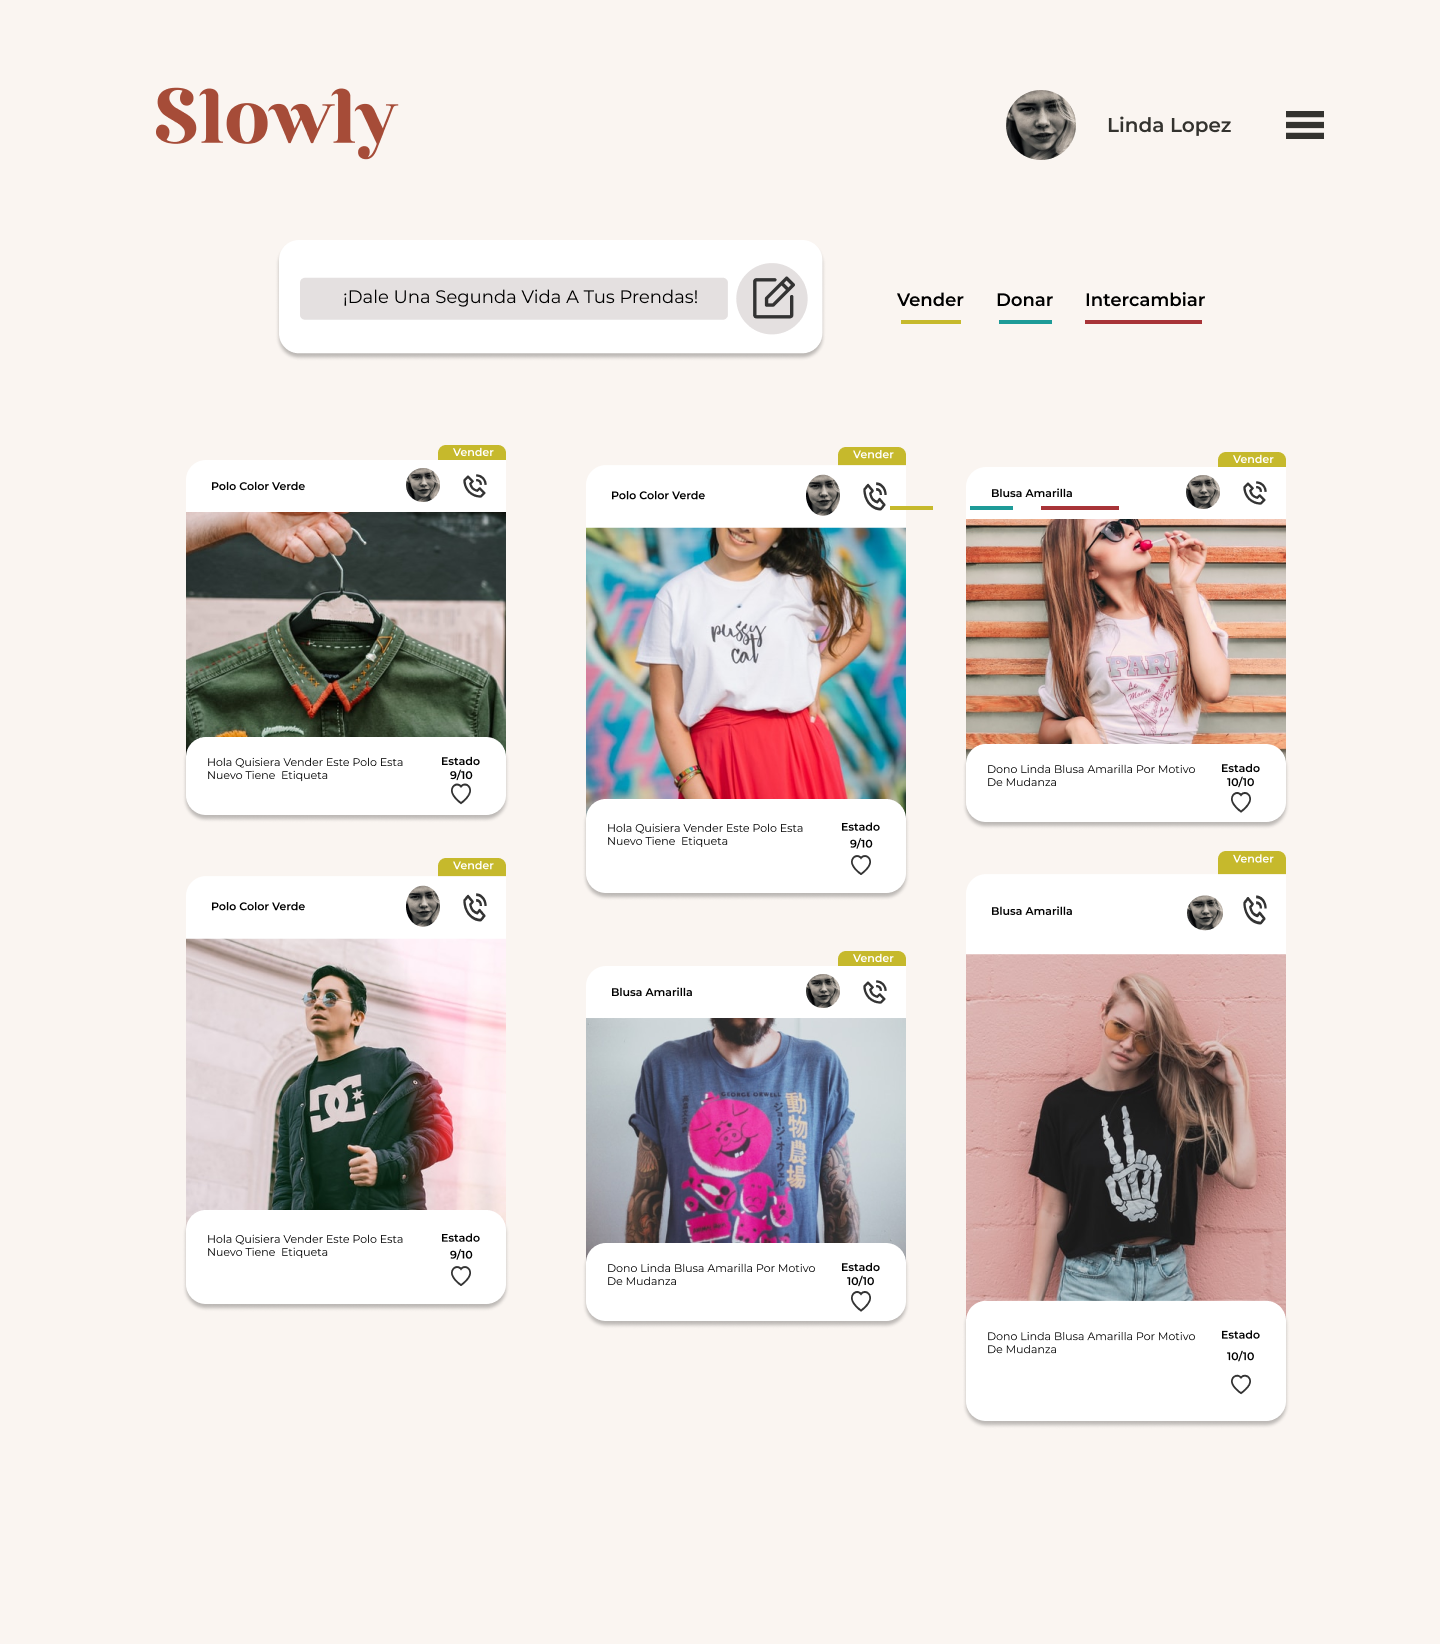 Slowly
Linda Lopez
¡Dale Una Segunda Vida A Tus Prendas!
Vender
Donar
Intercambiar
Vender
Polo Color Verde
Hola Quisiera Vender Este Polo Esta
Nuevo Tiene Etiqueta
Estado
9/10
Vender
Polo Color Verde
pussy
cat
Hola Quisiera Vender Este Polo Esta
Nuevo Tiene Etiqueta
Estado
9/10
Vender
Blusa Amarilla
PARI
Le
Monde
Dono Linda Blusa Amarilla Por Motivo
De Mudanza
Estado
10/10
Vender
Polo Color Verde
DC
Hola Quisiera Vender Este Polo Esta
Nuevo Tiene Etiqueta
Estado
9/10
Vender
Blusa Amarilla
GEORGE ORWELL
動物農場
ジョージ・オーウェル
Dono Linda Blusa Amarilla Por Motivo
De Mudanza
Estado
10/10
Vender
Blusa Amarilla
Dono Linda Blusa Amarilla Por Motivo
De Mudanza
Estado
10/10